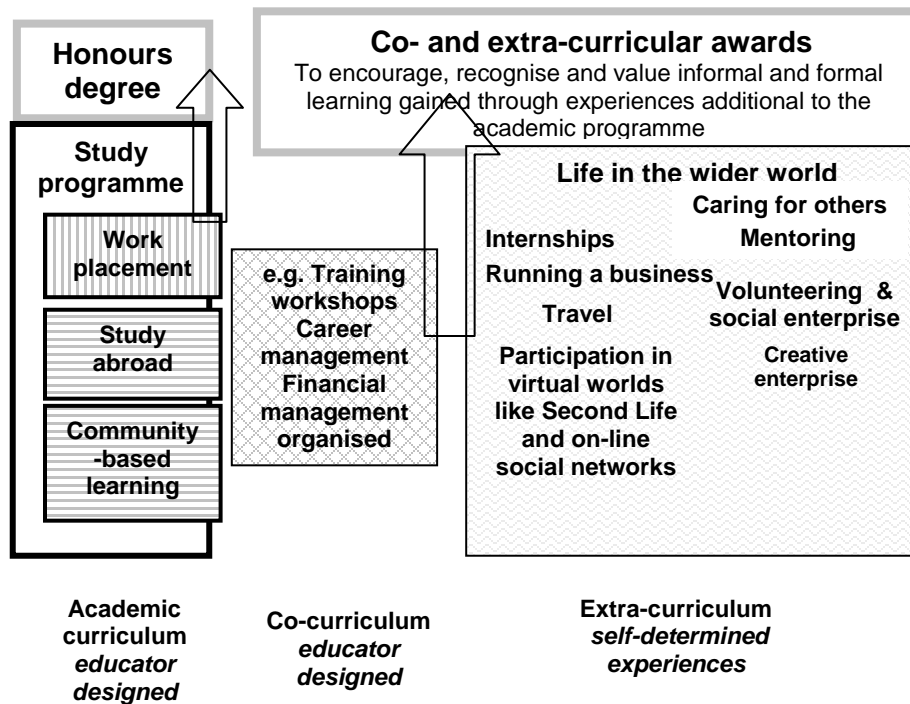 Honours
degree
Co- and extra-curricular awards
To encourage, recognise and value informal and formal
learning gained through experiences additional to the
academic programme
Study
programme
Work
placement
Study
abroad
Community
-based
learning
e.g. Training
workshops
Career
management
Financial
management
organised
Life in the wider world
Caring for others
Internships
Mentoring
Running a business
Volunteering &
social enterprise
Travel
Creative
enterprise
Participation in
virtual worlds
like Second Life
and on-line
social networks
Academic
curriculum
educator
designed
Co-curriculum
educator
designed
Extra-curriculum
self-determined
experiences